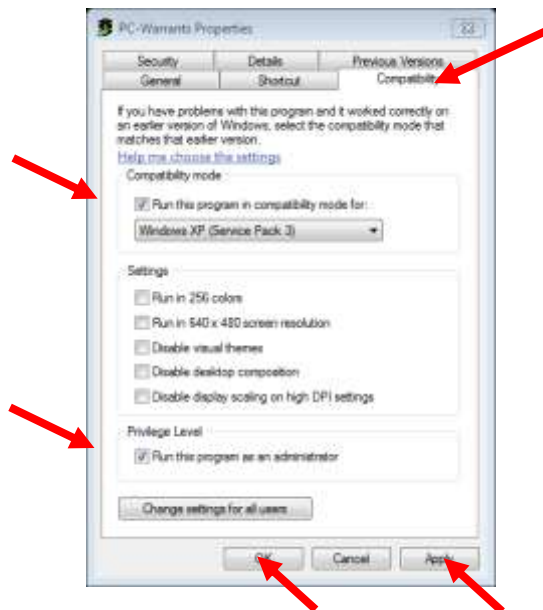 PC-Warrants Properties
Security Details Previous Versions
General Shortcut Compatibility
If you have problems with this program and it worked correctly on
an earlier version of Windows, select the compatibility mode that
matches that earlier version.
Help me choose the settings
Compatibility mode
Run this program in compatibility mode for:
Windows XP (Service Pack 3)
Settings
Run in 256 colors
Run in 640 x 480 screen resolution
Disable visual themes
Disable desktop composition
Disable display scaling on high DPI settings
Privilege Level
Run this program as an administrator
Change settings for all users
OK Cancel Apply